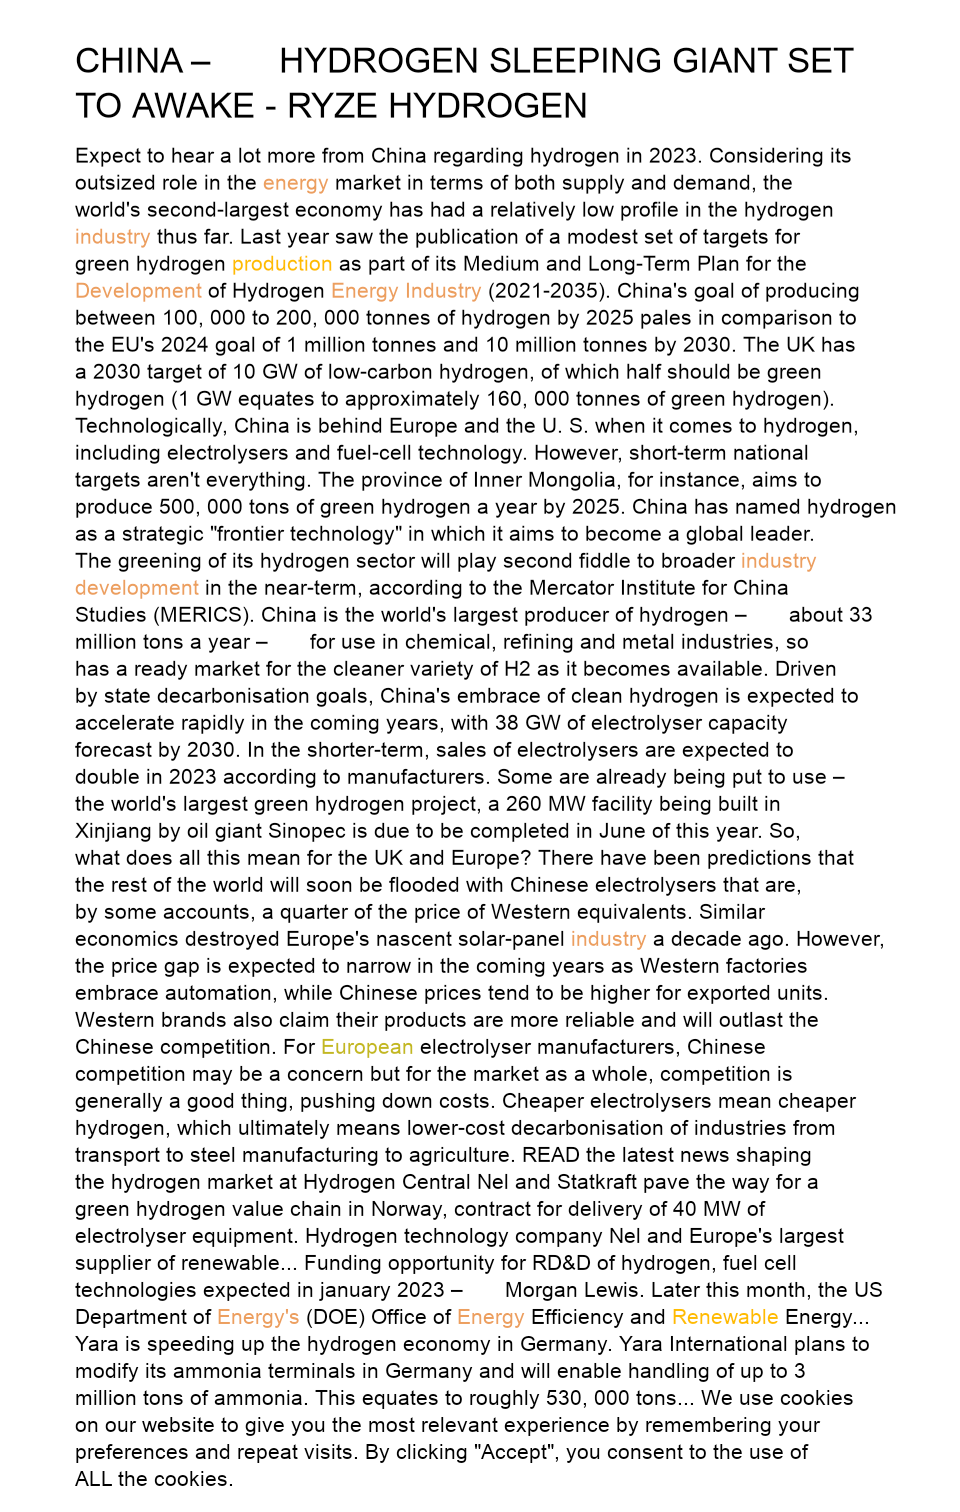 CHINA – HYDROGEN SLEEPING GIANT SET
TO AWAKE - RYZE HYDROGEN
Expect to hear a lot more from China regarding hydrogen in 2023. Considering its
outsized role in the energy market in terms of both supply and demand, the
world's second-largest economy has had a relatively low profile in the hydrogen
industry thus far. Last year saw the publication of a modest set of targets for
green hydrogen production as part of its Medium and Long-Term Plan for the
Development of Hydrogen Energy Industry (2021-2035). China's goal of producing
between 100, 000 to 200, 000 tonnes of hydrogen by 2025 pales in comparison to
the EU's 2024 goal of 1 million tonnes and 10 million tonnes by 2030. The UK has
a 2030 target of 10 GW of low-carbon hydrogen, of which half should be green
hydrogen (1 GW equates to approximately 160, 000 tonnes of green hydrogen).
Technologically, China is behind Europe and the U. S. when it comes to hydrogen,
including electrolysers and fuel-cell technology. However, short-term national
targets aren't everything. The province of Inner Mongolia, for instance, aims to
produce 500, 000 tons of green hydrogen a year by 2025. China has named hydrogen
as a strategic "frontier technology" in which it aims to become a global leader.
The greening of its hydrogen sector will play second fiddle to broader industry
development in the near-term, according to the Mercator Institute for China
Studies (MERICS). China is the world's largest producer of hydrogen – about 33
million tons a year – for use in chemical, refining and metal industries, so
has a ready market for the cleaner variety of H2 as it becomes available. Driven
by state decarbonisation goals, China's embrace of clean hydrogen is expected to
accelerate rapidly in the coming years, with 38 GW of electrolyser capacity
forecast by 2030. In the shorter-term, sales of electrolysers are expected to
double in 2023 according to manufacturers. Some are already being put to use –
the world's largest green hydrogen project, a 260 MW facility being built in
Xinjiang by oil giant Sinopec is due to be completed in June of this year. So,
what does all this mean for the UK and Europe? There have been predictions that
the rest of the world will soon be flooded with Chinese electrolysers that are,
by some accounts, a quarter of the price of Western equivalents. Similar
economics destroyed Europe's nascent solar-panel industry a decade ago. However,
the price gap is expected to narrow in the coming years as Western factories
embrace automation, while Chinese prices tend to be higher for exported units.
Western brands also claim their products are more reliable and will outlast the
Chinese competition. For European electrolyser manufacturers, Chinese
competition may be a concern but for the market as a whole, competition is
generally a good thing, pushing down costs. Cheaper electrolysers mean cheaper
hydrogen, which ultimately means lower-cost decarbonisation of industries from
transport to steel manufacturing to agriculture. READ the latest news shaping
the hydrogen market at Hydrogen Central Nel and Statkraft pave the way for a
green hydrogen value chain in Norway, contract for delivery of 40 MW of
electrolyser equipment. Hydrogen technology company Nel and Europe's largest
supplier of renewable... Funding opportunity for RD&D of hydrogen, fuel cell
technologies expected in january 2023 – Morgan Lewis. Later this month, the US
Department of Energy's (DOE) Office of Energy Efficiency and Renewable Energy...
Yara is speeding up the hydrogen economy in Germany. Yara International plans to
modify its ammonia terminals in Germany and will enable handling of up to 3
million tons of ammonia. This equates to roughly 530, 000 tons... We use cookies
on our website to give you the most relevant experience by remembering your
preferences and repeat visits. By clicking "Accept", you consent to the use of
ALL the cookies.